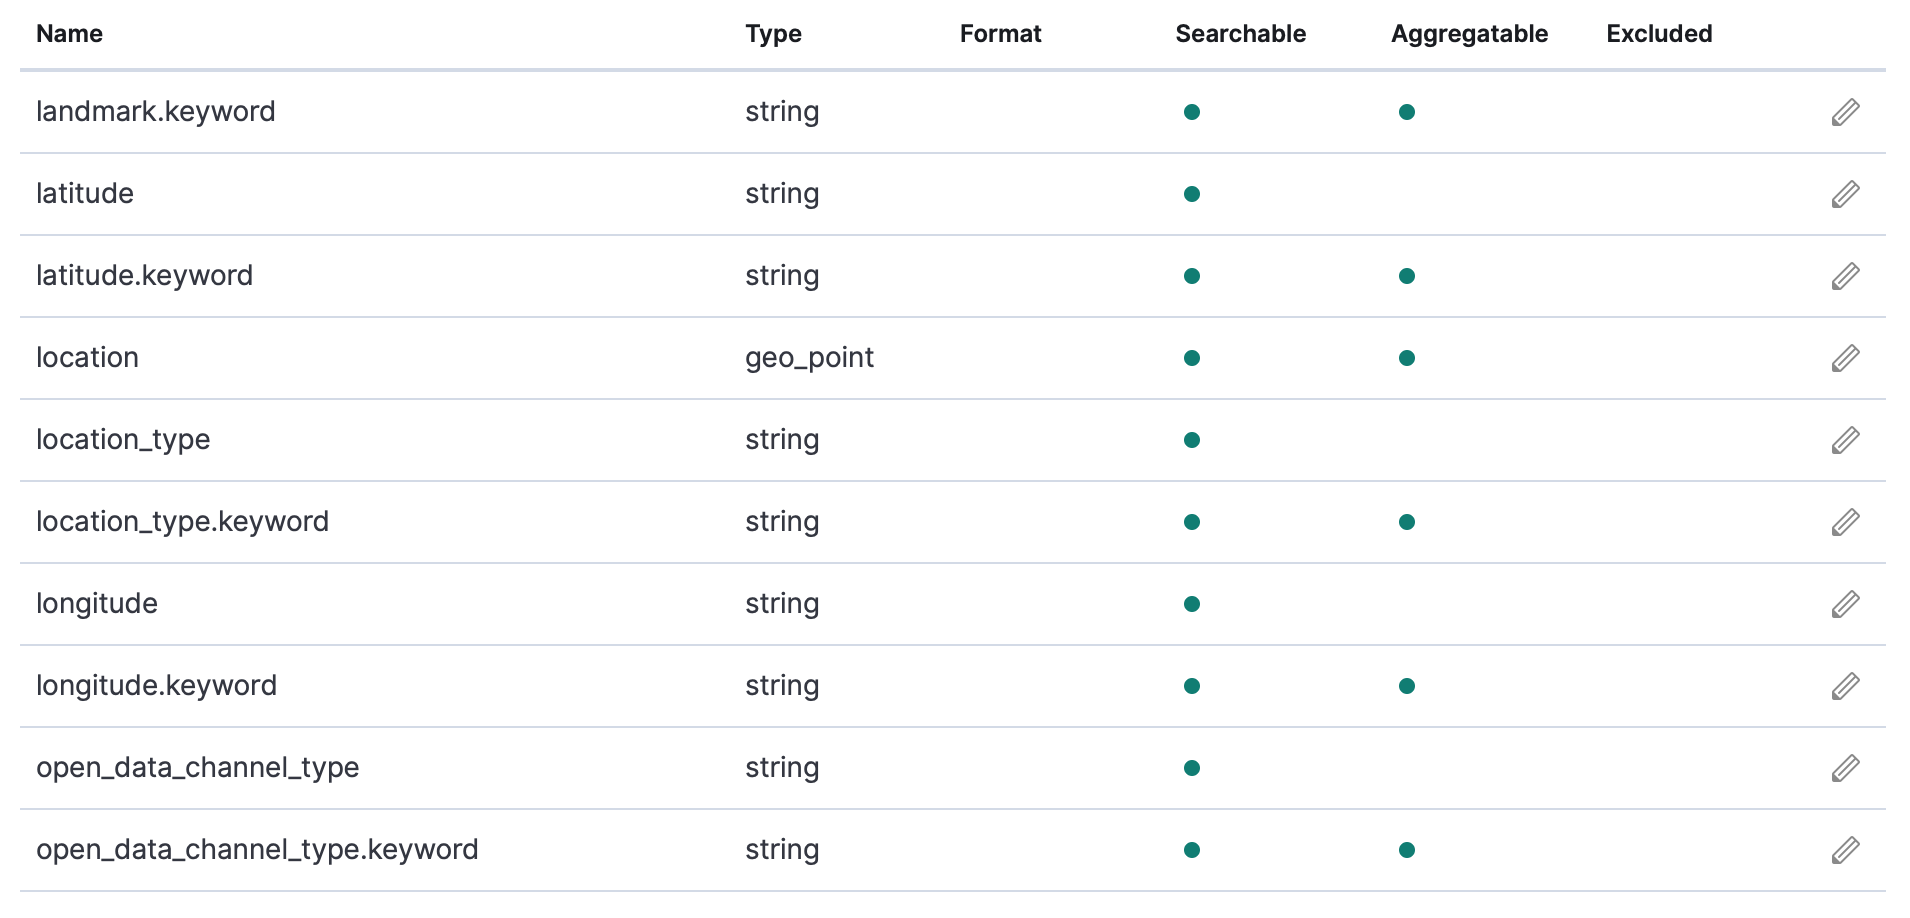 Name Type Format Searchable Aggregatable Excluded
landmark.keyword string
latitude string
latitude.keyword string
location geo_point
location_type string
location_type.keyword string
longitude string
longitude.keyword string
open_data_channel_type string
open_data_channel_type.keyword string